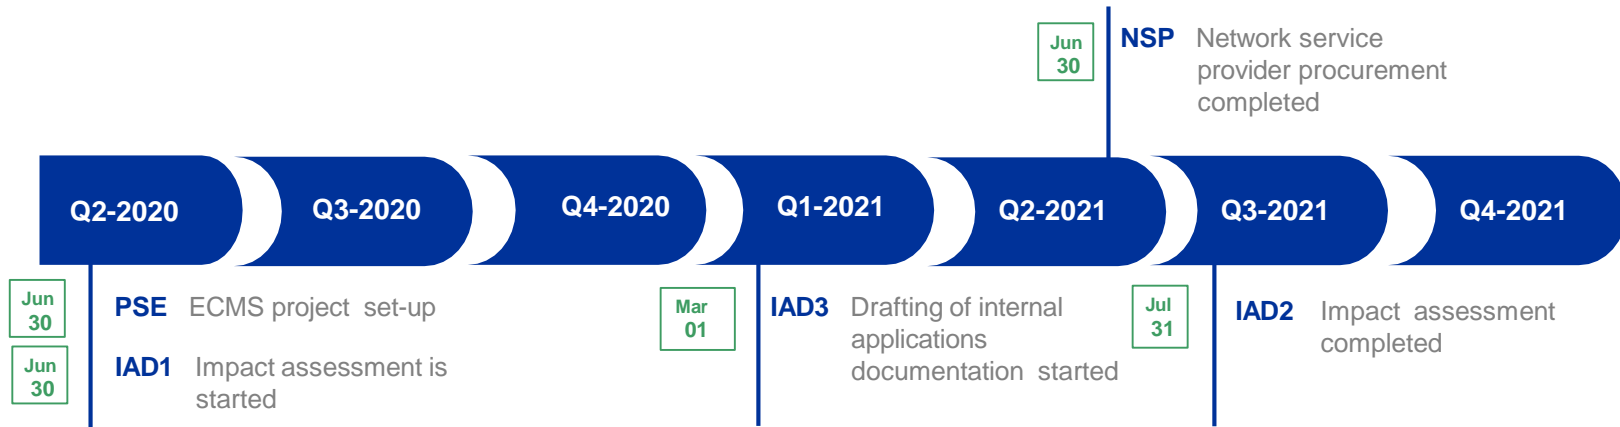 Jun
30
NSP Network service
provider procurement
completed
Q2-2020
Q3-2020
Q4-2020
Q1-2021
Q2-2021
Q3-2021
Q4-2021
Jun
30
PSE ECMS project set-up
Jun
30
IAD1 Impact assessment is
started
Mar
01
IAD3 Drafting of internal
applications
documentation started
Jul
31
IAD2 Impact assessment
completed